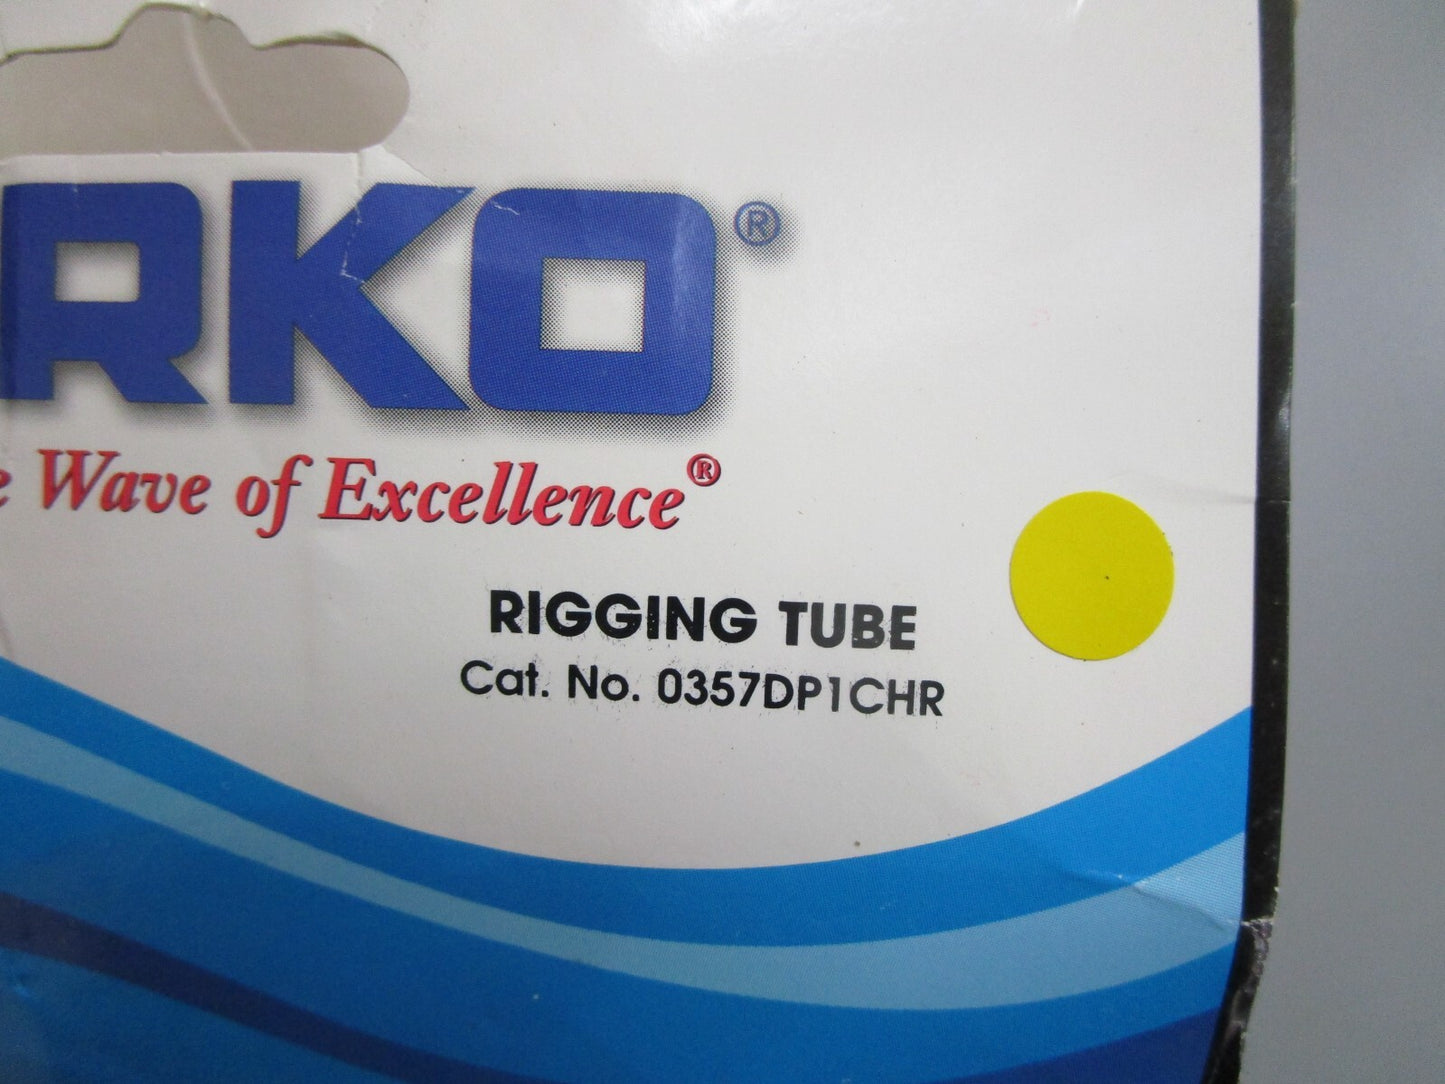 RKO®
e Wave of Excellence®
RIGGING TUBE
Cat. No. 0357DP1CHR